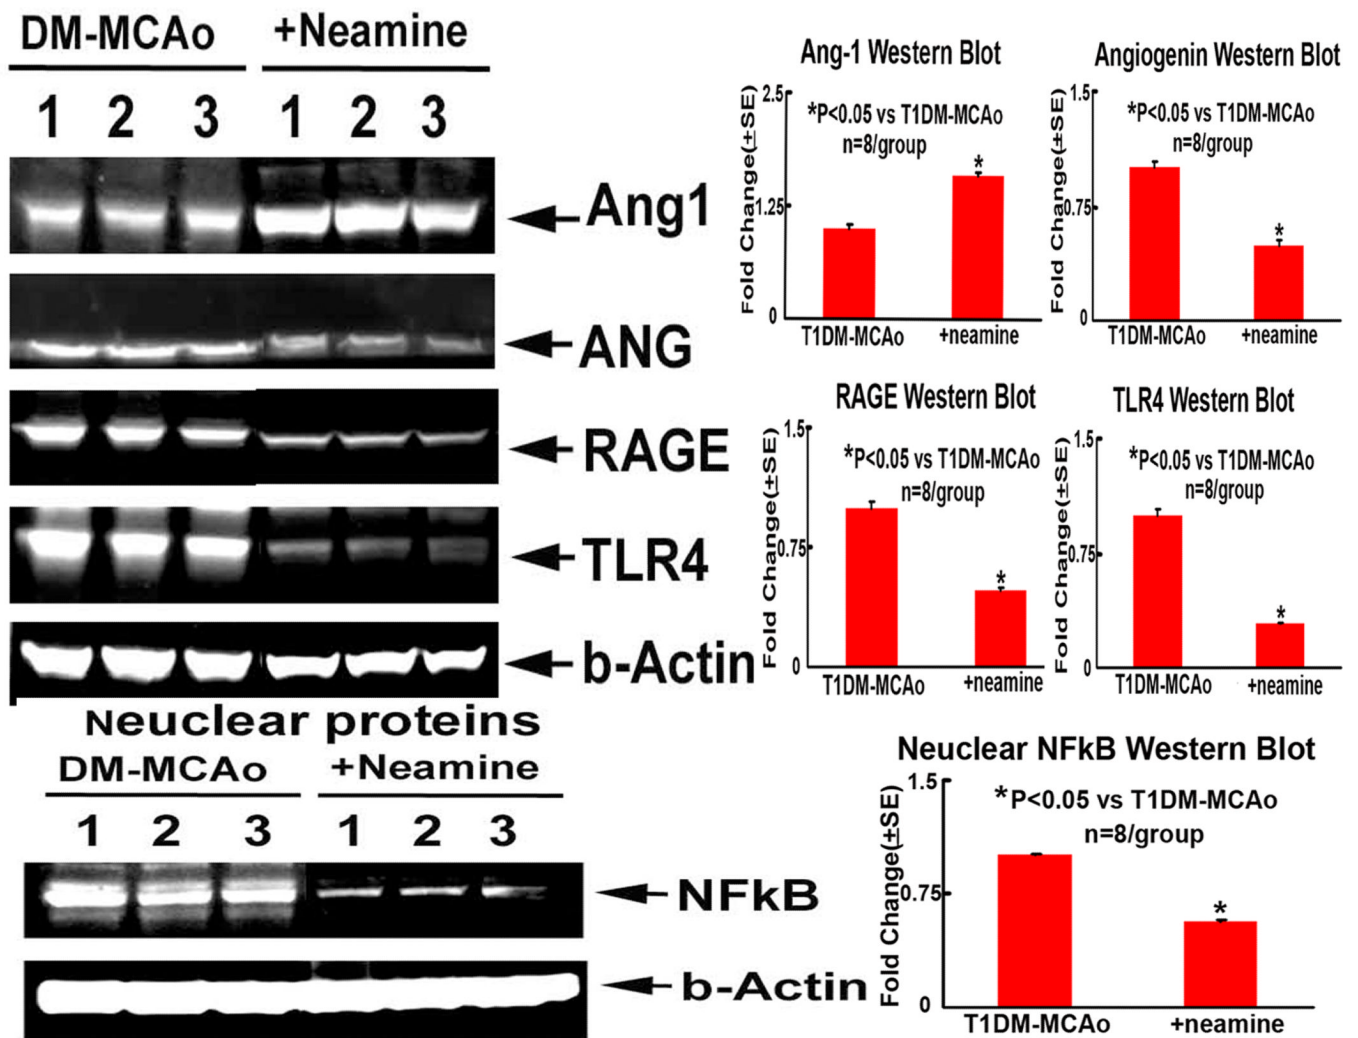 DM-MCAo +Neamine
1 2 3 1 2 3
Ang1
ANG
RAGE
TLR4
b-Actin
Neuclear proteins
DM-MCAo +Neamine
1 2 3 1 2 3
NFkB
b-Actin
Ang-1 Western Blot
Fold Change(±SE)
2.5
1.25
0
*P<0.05 vs T1DM-MCAo
n=8/group
*
T1DM-MCAo +neamine
Angiogenin Western Blot
Fold Change(±SE)
1.5
0.75
0
*P<0.05 vs T1DM-MCAo
n=8/group
*
T1DM-MCAo +neamine
RAGE Western Blot
Fold Change(±SE)
1.5
0.75
0
*P<0.05 vs T1DM-MCAo
n=8/group
*
T1DM-MCAo +neamine
TLR4 Western Blot
Fold Change(±SE)
1.5
0.75
0
*P<0.05 vs T1DM-MCAo
n=8/group
*
T1DM-MCAo +neamine
Neuclear NFkB Western Blot
Fold Change(±SE)
1.5
0.75
0
*P<0.05 vs T1DM-MCAo
n=8/group
*
T1DM-MCAo +neamine